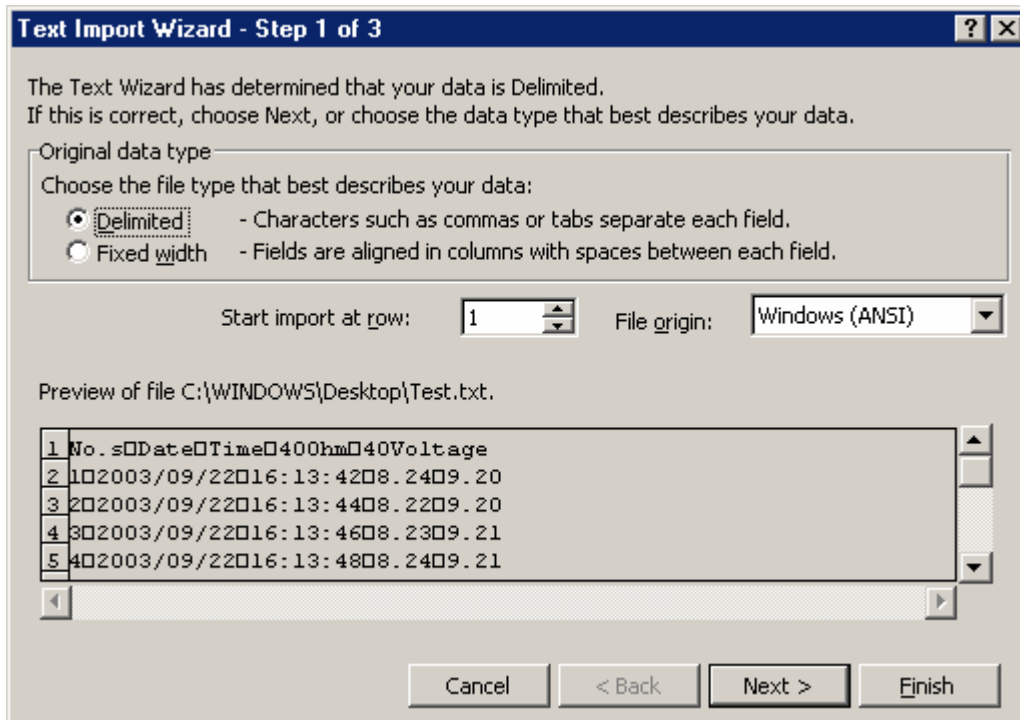 Text Import Wizard - Step 1 of 3
The Text Wizard has determined that your data is Delimited.
If this is correct, choose Next, or choose the data type that best describes your data.
Original data type
Choose the file type that best describes your data:
Delimited - Characters such as commas or tabs separate each field.
Fixed width - Fields are aligned in columns with spaces between each field.
Start import at row: 1 File origin: Windows (ANSI)
Preview of file C:\WINDOWS\Desktop\Test.txt.
1 No.s□Date□Time□400hm□40Voltage
2 1□2003/09/22□16:13:42□8.24□9.20
3 2□2003/09/22□16:13:44□8.22□9.20
4 3□2003/09/22□16:13:46□8.23□9.21
5 4□2003/09/22□16:13:48□8.24□9.21
Cancel < Back Next > Finish